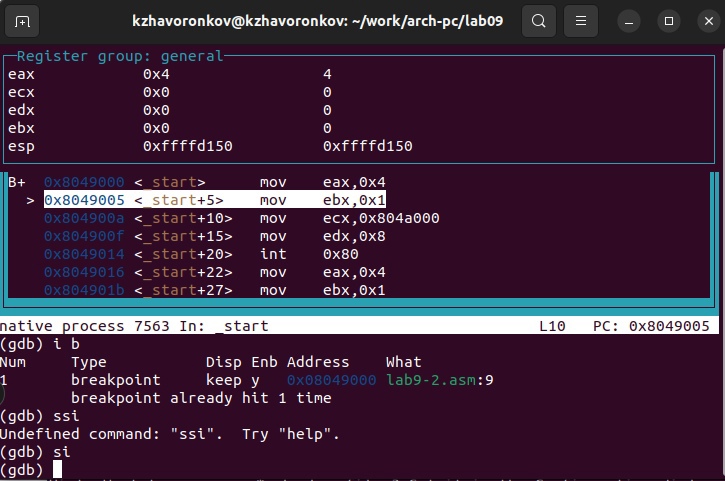 kzhavoronkov@kzhavoronkov: ~/work/arch-pc/lab09
Register group: general
eax 0x4 4
ecx 0x0 0
edx 0x0 0
ebx 0x0 0
esp 0xffffd150 0xffffd150
B+ 0x8049000 <_start> mov eax,0x4
> 0x8049005 <_start+5> mov ebx,0x1
0x804900a <_start+10> mov ecx,0x804a000
0x804900f <_start+15> mov edx,0x8
0x8049014 <_start+20> int 0x80
0x8049016 <_start+22> mov eax,0x4
0x804901b <_start+27> mov ebx,0x1
native process 7563 In: _start L10 PC: 0x8049005
(gdb) i b
Num Type Disp Enb Address What
1 breakpoint keep y 0x08049000 lab9-2.asm:9
breakpoint already hit 1 time
(gdb) ssi
Undefined command: "ssi". Try "help".
(gdb) si
(gdb)